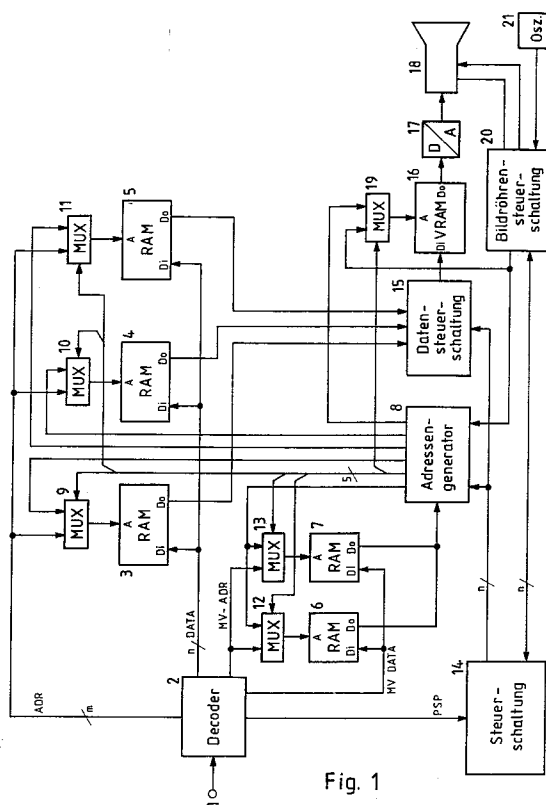 1
2
Decoder
ADR
m
n
DATA
MV-ADR
MV DATA
PSP
3
A
RAM
Di
Do
9
MUX
4
A
RAM
Di
Do
10
MUX
5
A
RAM
Di
Do
11
MUX
12
MUX
6
A
RAM
Di
Do
13
MUX
7
A
RAM
DI
Do
5
8
Adressen-
generator
14
Steuer-
schaltung
n
n
15
Daten-
steuer-
schaltung
19
MUX
16
A
Di VRAM Do
17
D
A
18
20
Bildröhren-
steuer-
schaltung
21
Osz.
Fig. 1